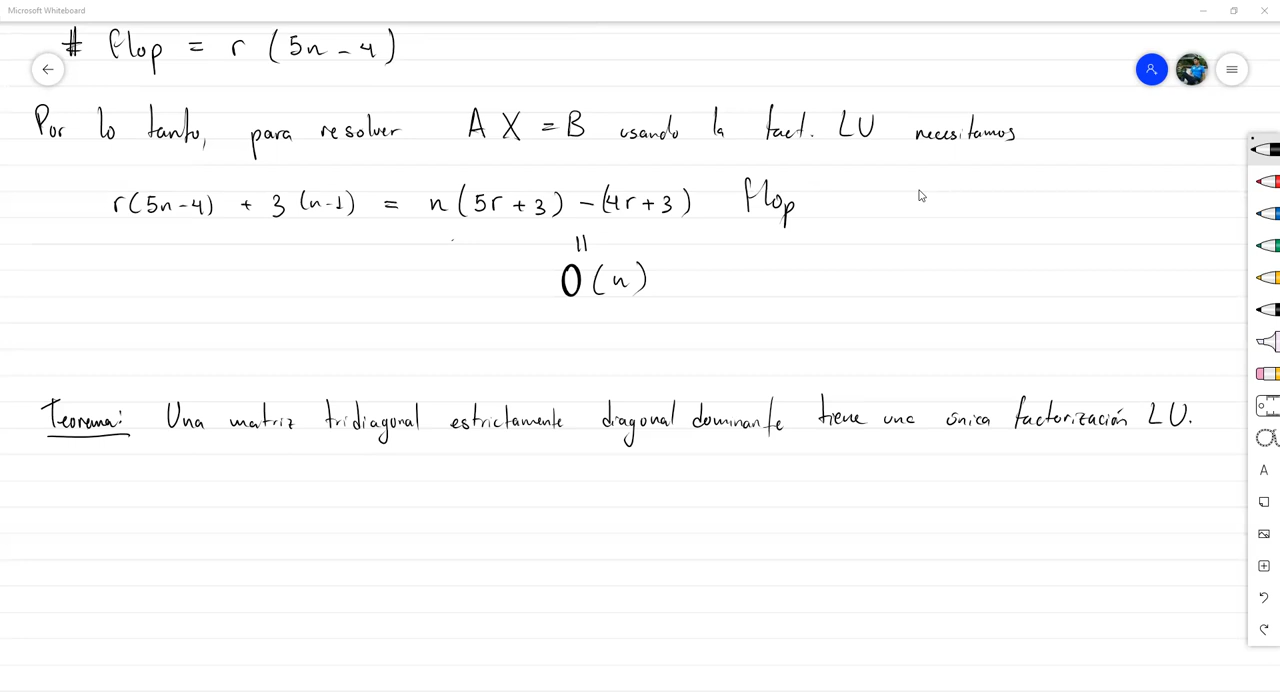 Microsoft Whiteboard
# flop = r (5n - 4)
Por lo tanto, para resolver A X = B usando la fact. LU necesitamos
r(5n-4) + 3 (n-1) = n(5r+3) - (4r+3) flop
=
O(n)
Teorema: Una matriz tridiagonal estrictamente diagonal dominante tiene una única factorización LU.
A